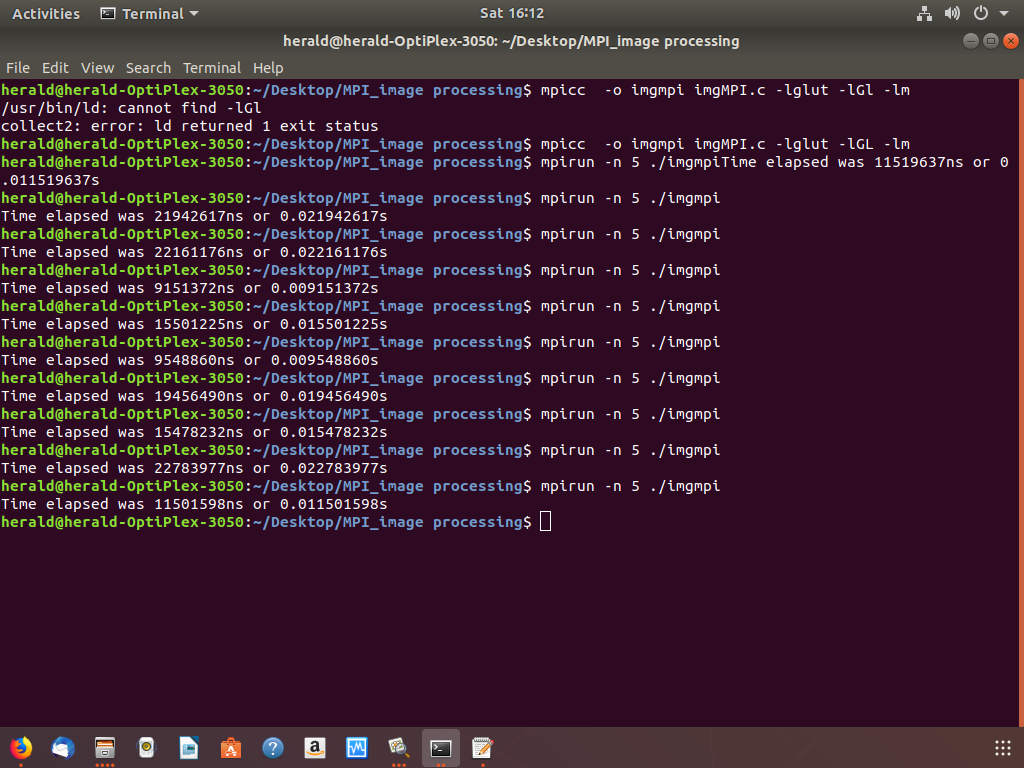 Activities Terminal Sat 16:12
herald@herald-OptiPlex-3050: ~/Desktop/MPI_image processing
File Edit View Search Terminal Help
herald@herald-OptiPlex-3050:~/Desktop/MPI_image processing$ mpicc  -o imgmpi imgMPI.c -lglut -lGl -lm
/usr/bin/ld: cannot find -lGl
collect2: error: ld returned 1 exit status
herald@herald-OptiPlex-3050:~/Desktop/MPI_image processing$ mpicc  -o imgmpi imgMPI.c -lglut -lGL -lm
herald@herald-OptiPlex-3050:~/Desktop/MPI_image processing$ mpirun -n 5 ./imgmpiTime elapsed was 11519637ns or 0
.011519637s
herald@herald-OptiPlex-3050:~/Desktop/MPI_image processing$ mpirun -n 5 ./imgmpi
Time elapsed was 21942617ns or 0.021942617s
herald@herald-OptiPlex-3050:~/Desktop/MPI_image processing$ mpirun -n 5 ./imgmpi
Time elapsed was 22161176ns or 0.022161176s
herald@herald-OptiPlex-3050:~/Desktop/MPI_image processing$ mpirun -n 5 ./imgmpi
Time elapsed was 9151372ns or 0.009151372s
herald@herald-OptiPlex-3050:~/Desktop/MPI_image processing$ mpirun -n 5 ./imgmpi
Time elapsed was 15501225ns or 0.015501225s
herald@herald-OptiPlex-3050:~/Desktop/MPI_image processing$ mpirun -n 5 ./imgmpi
Time elapsed was 9548860ns or 0.009548860s
herald@herald-OptiPlex-3050:~/Desktop/MPI_image processing$ mpirun -n 5 ./imgmpi
Time elapsed was 19456490ns or 0.019456490s
herald@herald-OptiPlex-3050:~/Desktop/MPI_image processing$ mpirun -n 5 ./imgmpi
Time elapsed was 15478232ns or 0.015478232s
herald@herald-OptiPlex-3050:~/Desktop/MPI_image processing$ mpirun -n 5 ./imgmpi
Time elapsed was 22783977ns or 0.022783977s
herald@herald-OptiPlex-3050:~/Desktop/MPI_image processing$ mpirun -n 5 ./imgmpi
Time elapsed was 11501598ns or 0.011501598s
herald@herald-OptiPlex-3050:~/Desktop/MPI_image processing$